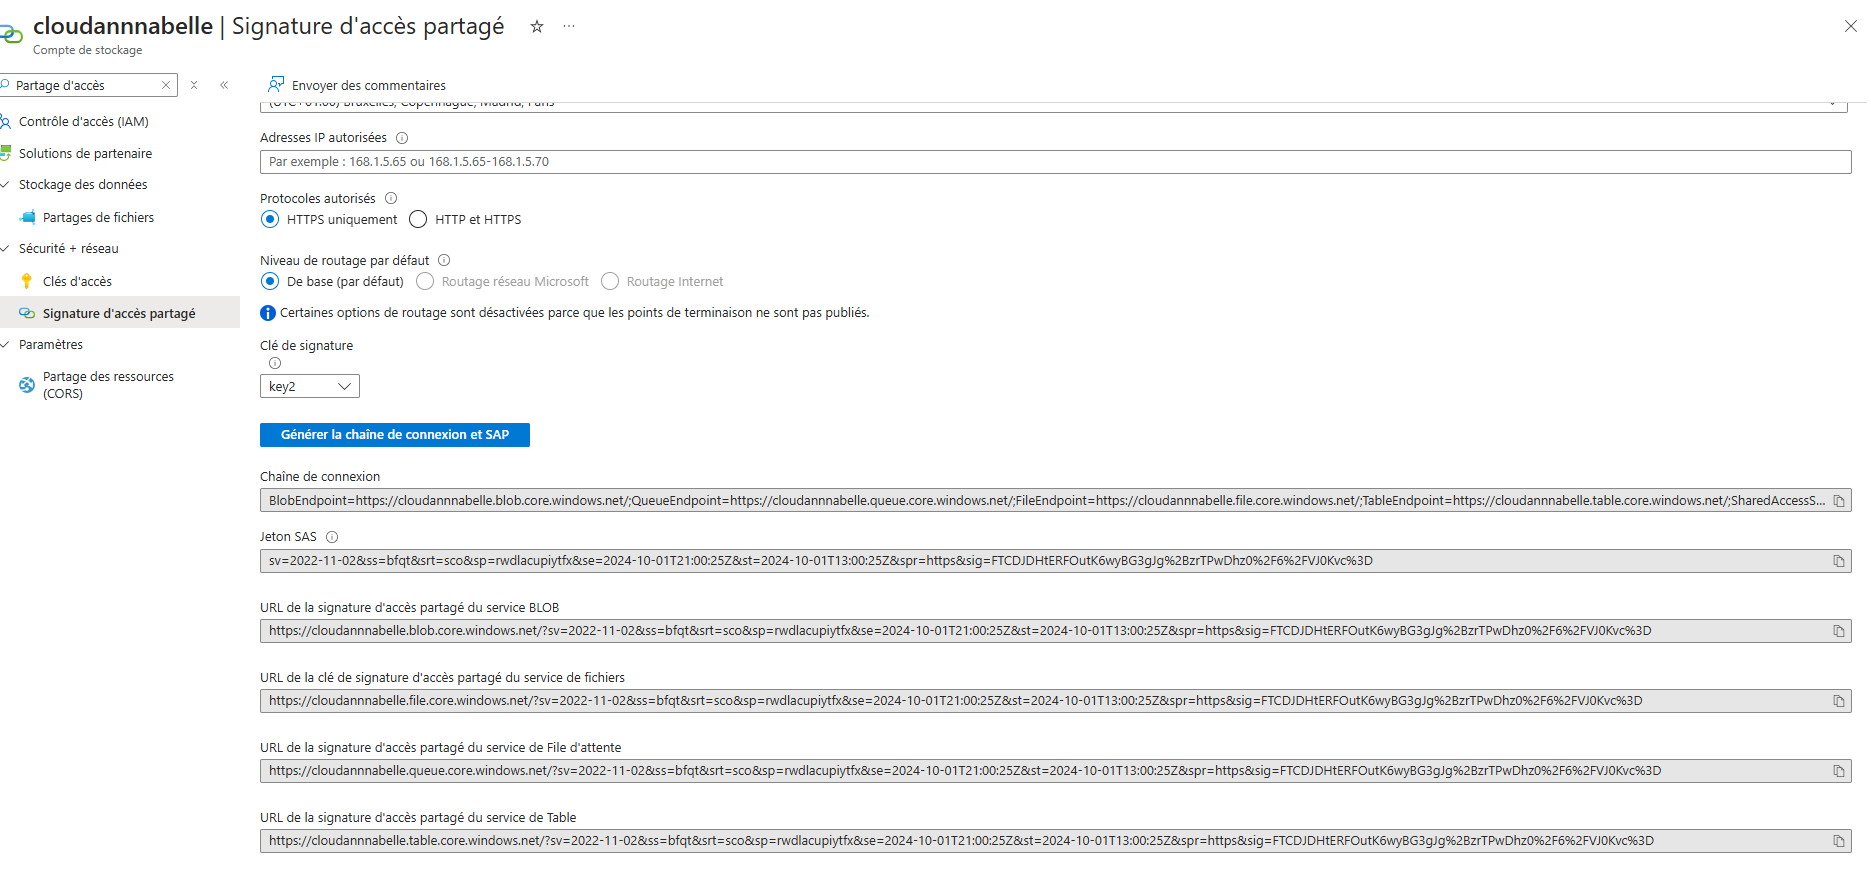 cloudannnabelle | Signature d'accès partagé ☆ ···
Compte de stockage
Partage d'accès
Envoyer des commentaires
Contrôle d'accès (IAM)
Solutions de partenaire
Stockage des données
Partages de fichiers
Sécurité + réseau
Clés d'accès
Signature d'accès partagé
Paramètres
Partage des ressources
(CORS)
(UTC+01:00) Bruxelles, Copenhague, Madrid, Paris
Adresses IP autorisées
Par exemple : 168.1.5.65 ou 168.1.5.65-168.1.5.70
Protocoles autorisés
HTTPS uniquement HTTP et HTTPS
Niveau de routage par défaut
De base (par défaut) Routage réseau Microsoft Routage Internet
Certaines options de routage sont désactivées parce que les points de terminaison ne sont pas publiés.
Clé de signature
key2
Générer la chaîne de connexion et SAP
Chaîne de connexion
BlobEndpoint=https://cloudannnabelle.blob.core.windows.net/;QueueEndpoint=https://cloudannnabelle.queue.core.windows.net/;FileEndpoint=https://cloudannnabelle.file.core.windows.net/;TableEndpoint=https://cloudannnabelle.table.core.windows.net/;SharedAccessS...
Jeton SAS
sv=2022-11-02&ss=bfqt&srt=sco&sp=rwdlacupiytfx&se=2024-10-01T21:00:25Z&st=2024-10-01T13:00:25Z&spr=https&sig=FTCDJDHtERFOutK6wyBG3gJg%2BzrTPwDhz0%2F6%2FVJ0Kvc%3D
URL de la signature d'accès partagé du service BLOB
https://cloudannnabelle.blob.core.windows.net/?sv=2022-11-02&ss=bfqt&srt=sco&sp=rwdlacupiytfx&se=2024-10-01T21:00:25Z&st=2024-10-01T13:00:25Z&spr=https&sig=FTCDJDHtERFOutK6wyBG3gJg%2BzrTPwDhz0%2F6%2FVJ0Kvc%3D
URL de la clé de signature d'accès partagé du service de fichiers
https://cloudannnabelle.file.core.windows.net/?sv=2022-11-02&ss=bfqt&srt=sco&sp=rwdlacupiytfx&se=2024-10-01T21:00:25Z&st=2024-10-01T13:00:25Z&spr=https&sig=FTCDJDHtERFOutK6wyBG3gJg%2BzrTPwDhz0%2F6%2FVJ0Kvc%3D
URL de la signature d'accès partagé du service de File d'attente
https://cloudannnabelle.queue.core.windows.net/?sv=2022-11-02&ss=bfqt&srt=sco&sp=rwdlacupiytfx&se=2024-10-01T21:00:25Z&st=2024-10-01T13:00:25Z&spr=https&sig=FTCDJDHtERFOutK6wyBG3gJg%2BzrTPwDhz0%2F6%2FVJ0Kvc%3D
URL de la signature d'accès partagé du service de Table
https://cloudannnabelle.table.core.windows.net/?sv=2022-11-02&ss=bfqt&srt=sco&sp=rwdlacupiytfx&se=2024-10-01T21:00:25Z&st=2024-10-01T13:00:25Z&spr=https&sig=FTCDJDHtERFOutK6wyBG3gJg%2BzrTPwDhz0%2F6%2FVJ0Kvc%3D